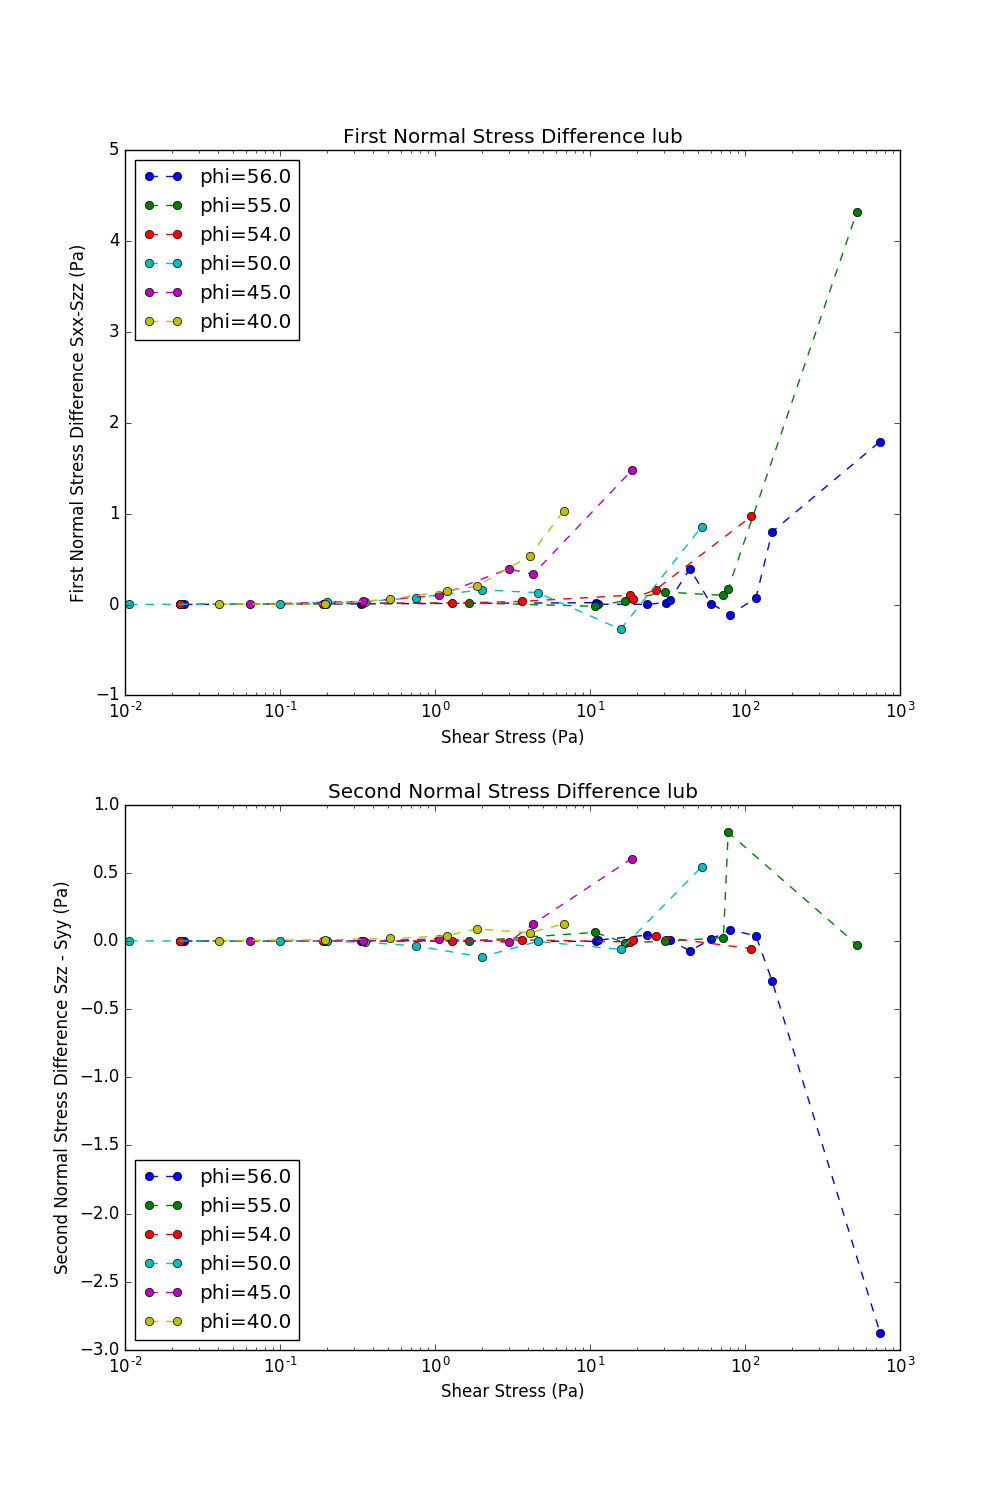 First Normal Stress Difference lub
5
4
3
2
1
0
−1
First Normal Stress Difference Sxx-Szz (Pa)
phi=56.0
phi=55.0
phi=54.0
phi=50.0
phi=45.0
phi=40.0
10^-2 10^-1 10^0 10^1 10^2 10^3
Shear Stress (Pa)
Second Normal Stress Difference lub
1.0
0.5
0.0
−0.5
−1.0
−1.5
−2.0
−2.5
−3.0
Second Normal Stress Difference Szz - Syy (Pa)
phi=56.0
phi=55.0
phi=54.0
phi=50.0
phi=45.0
phi=40.0
10^-2 10^-1 10^0 10^1 10^2 10^3
Shear Stress (Pa)